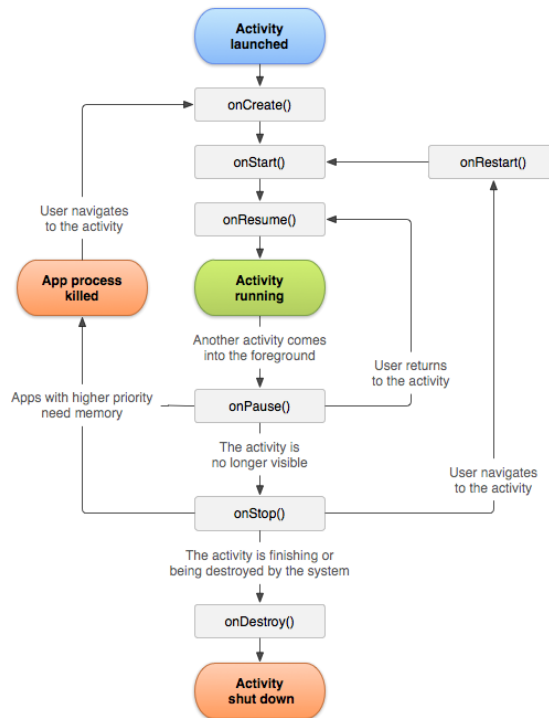 Activity
launched
onCreate()
onStart()
onRestart()
User navigates
to the activity
onResume()
App process
killed
Activity
running
Another activity comes
into the foreground
User returns
to the activity
Apps with higher priority
need memory
onPause()
The activity is
no longer visible
User navigates
to the activity
onStop()
The activity is finishing or
being destroyed by the system
onDestroy()
Activity
shut down